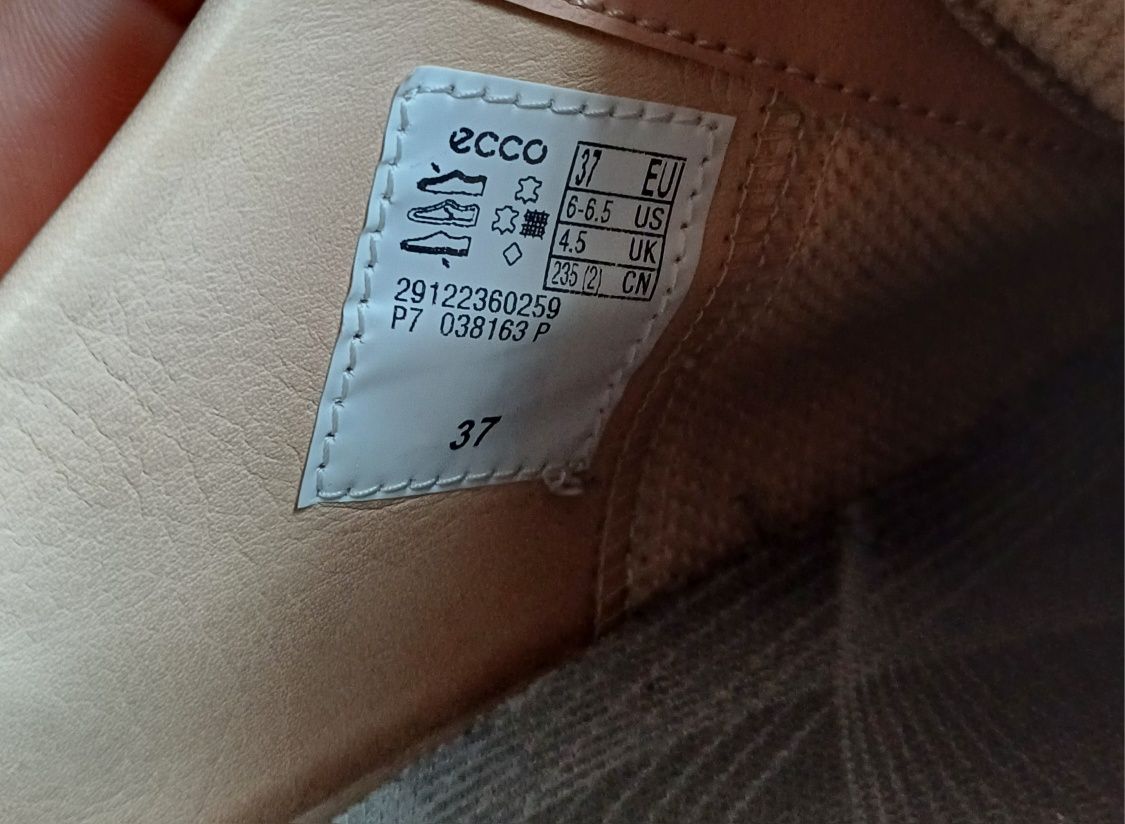 ecco
37 EU
6-6.5 US
4.5 UK
235 (2) CN
29122360259
P7 038163 P
37